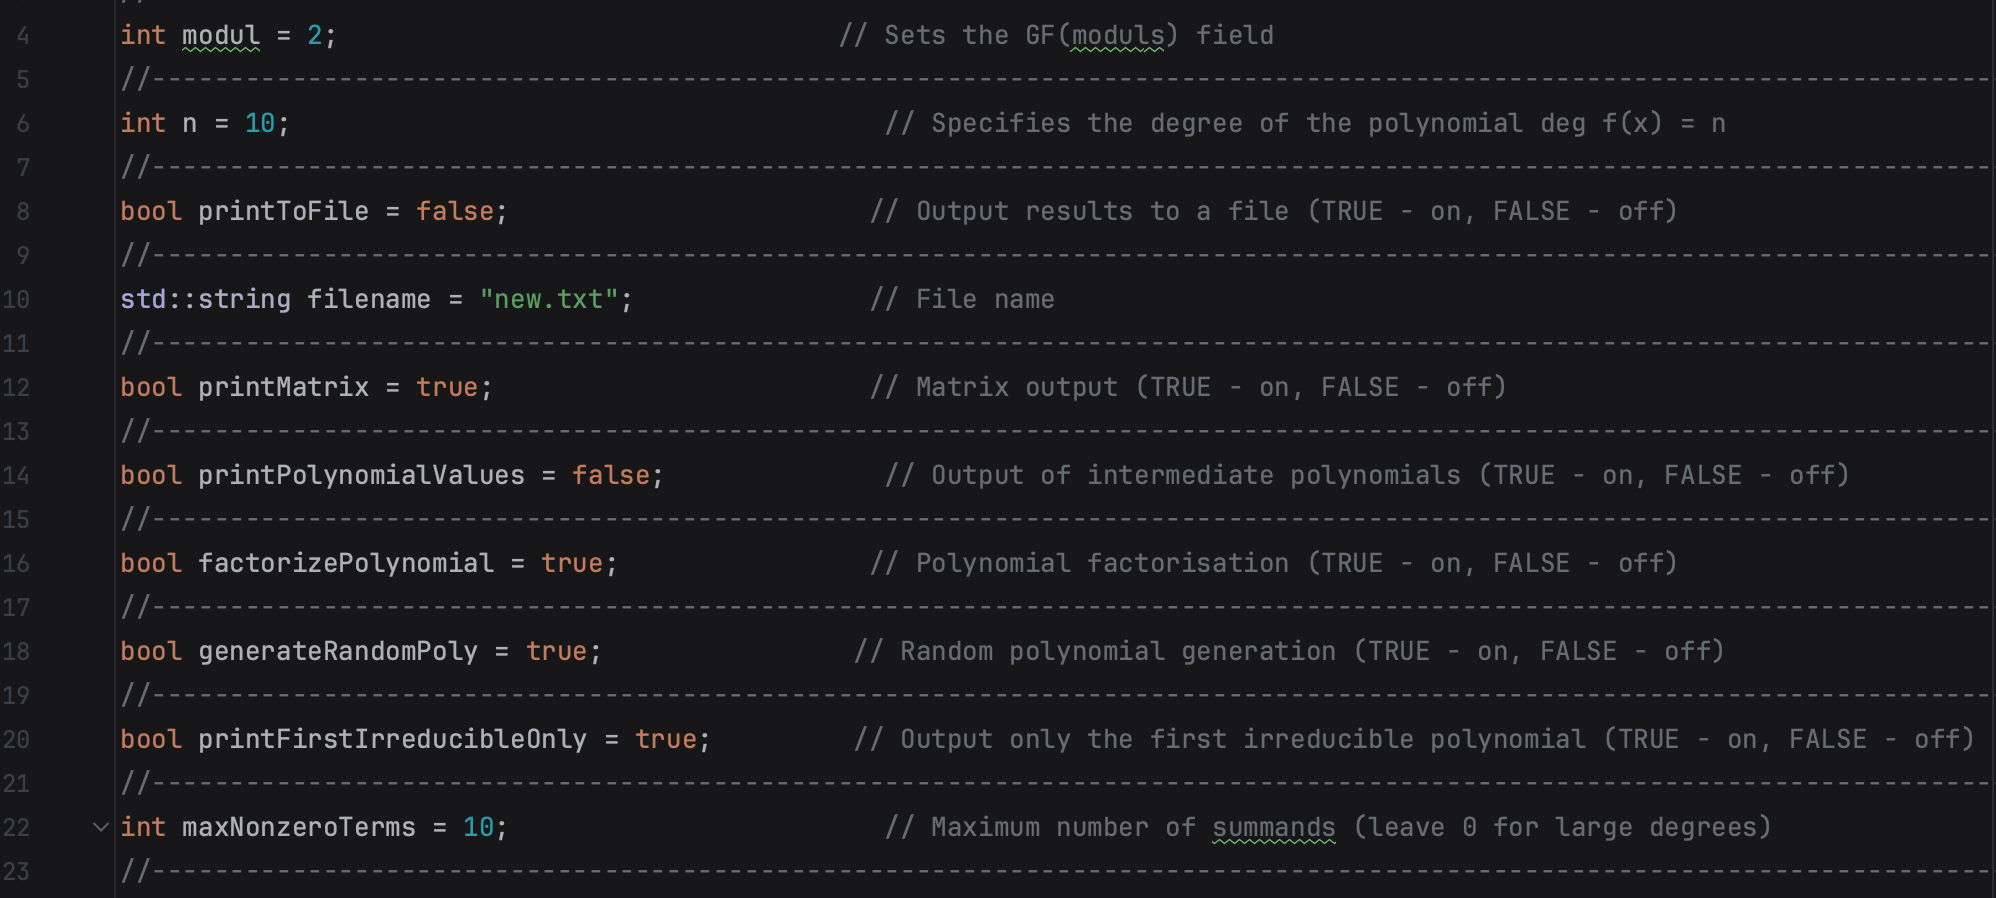 //
4 int modul = 2; // Sets the GF(moduls) field
5 //----------------------------------------------------------------------------------------------------------------------
6 int n = 10; // Specifies the degree of the polynomial deg f(x) = n
7 //----------------------------------------------------------------------------------------------------------------------
8 bool printToFile = false; // Output results to a file (TRUE - on, FALSE - off)
9 //----------------------------------------------------------------------------------------------------------------------
10 std::string filename = "new.txt"; // File name
11 //----------------------------------------------------------------------------------------------------------------------
12 bool printMatrix = true; // Matrix output (TRUE - on, FALSE - off)
13 //----------------------------------------------------------------------------------------------------------------------
14 bool printPolynomialValues = false; // Output of intermediate polynomials (TRUE - on, FALSE - off)
15 //----------------------------------------------------------------------------------------------------------------------
16 bool factorizePolynomial = true; // Polynomial factorisation (TRUE - on, FALSE - off)
17 //----------------------------------------------------------------------------------------------------------------------
18 bool generateRandomPoly = true; // Random polynomial generation (TRUE - on, FALSE - off)
19 //----------------------------------------------------------------------------------------------------------------------
20 bool printFirstIrreducibleOnly = true; // Output only the first irreducible polynomial (TRUE - on, FALSE - off)
21 //----------------------------------------------------------------------------------------------------------------------
22 int maxNonzeroTerms = 10; // Maximum number of summands (leave 0 for large degrees)
23 //----------------------------------------------------------------------------------------------------------------------